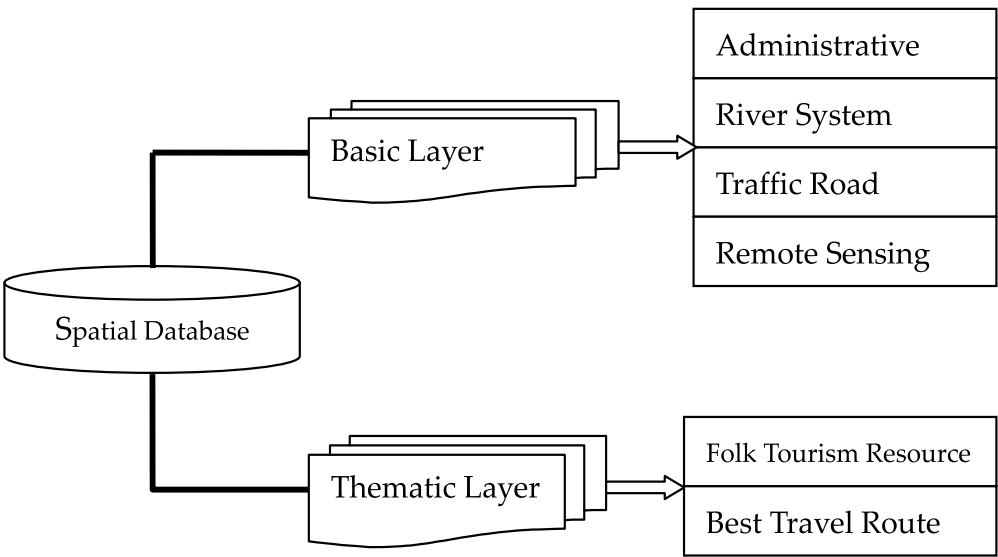 Administrative
River System
Basic Layer
Traffic Road
Remote Sensing
Spatial Database
Folk Tourism Resource
Thematic Layer
Best Travel Route